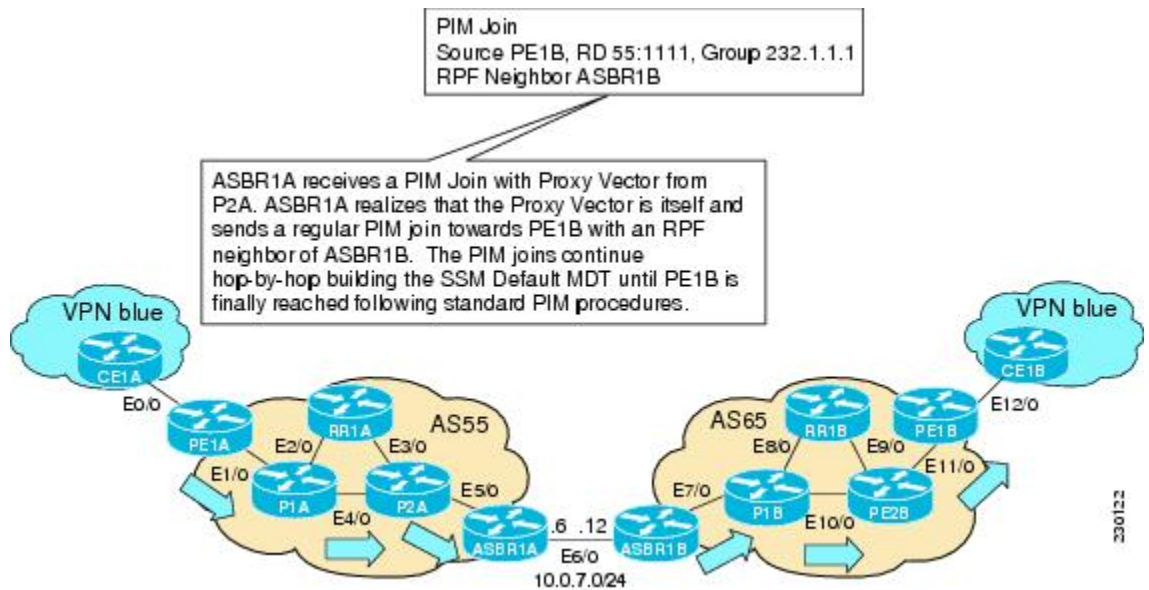 PIM Join
Source PE1B, RD 55:1111, Group 232.1.1.1
RPF Neighbor ASBR1B
ASBR1A receives a PIM Join with Proxy Vector from
P2A. ASBR1A realizes that the Proxy Vector is itself and
sends a regular PIM join towards PE1B with an RPF
neighbor of ASBR1B. The PIM joins continue
hop-by-hop building the SSM Default MDT until PE1B is
finally reached following standard PIM procedures.
VPN blue
CE1A
E0/0
PE1A
E1/0
E2/0
RR1A
E3/0
AS55
P1A
E4/0
P2A
E5/0
ASBR1A
.6 .12
E6/0
10.0.7.0/24
ASBR1B
E7/0
AS65
E8/0
RR1B
E9/0
PE1B
E11/0
P1B
E10/0
PE2B
VPN blue
CE1B
E12/0
230122